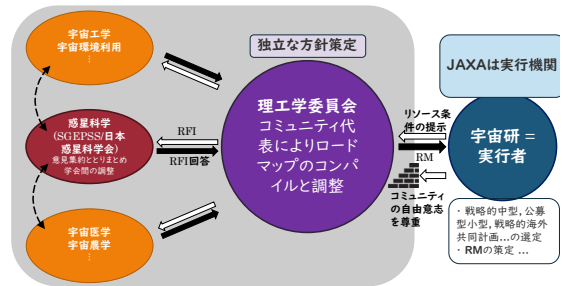 宇宙工学
宇宙環境利用
⋮
惑星科学
(SGEPSS/日本
惑星科学会)
意見集約ととりまとめ
学会間の調整
宇宙医学
宇宙農学
⋮
RFI
RFI回答
独立な方針策定
理工学委員会
コミュニティ代
表によりロード
マップのコンパ
イルと調整
リソース条
件の提示
RM
コミュニティ
の自由意志
を尊重
JAXAは実行機関
宇宙研 =
実行者
・戦略的中型, 公募
型小型, 戦略的海外
共同計画…の選定
・RMの策定 …